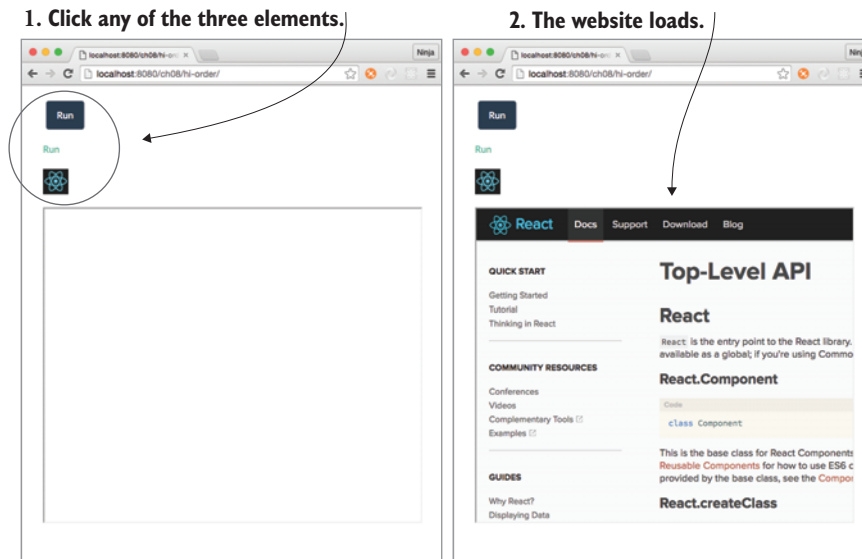 1. Click any of the three elements.
2. The website loads.
localhost:8080/ch08/hi-ord
Ninja
localhost:8080/ch08/hi-order/
Run
Run
localhost:8080/ch08/hi-ord
Ninj
localhost:8080/ch08/hi-order/
Run
Run
React Docs Support Download Blog
QUICK START
Getting Started
Tutorial
Thinking in React
COMMUNITY RESOURCES
Conferences
Videos
Complementary Tools
Examples
GUIDES
Why React?
Displaying Data
Top-Level API
React
React is the entry point to the React library.
available as a global; if you're using Commo
React.Component
Code
class Component
This is the base class for React Components
Reusable Components for how to use ES6 c
provided by the base class, see the Compo
React.createClass